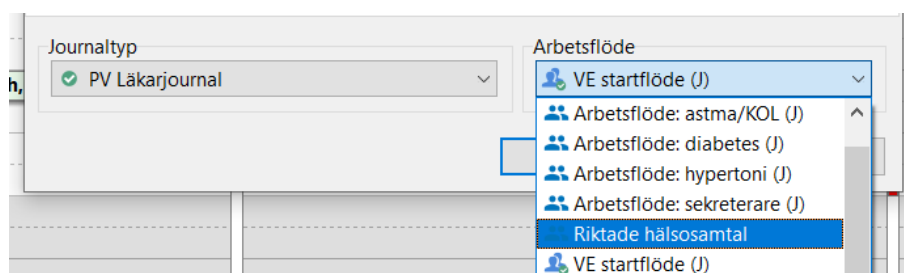 Journaltyp
Arbetsflöde
h,
PV Läkarjournal
VE startflöde (J)
Arbetsflöde: astma/KOL (J)
Arbetsflöde: diabetes (J)
Arbetsflöde: hypertoni (J)
Arbetsflöde: sekreterare (J)
Riktade hälsosamtal
VE startflöde (J)